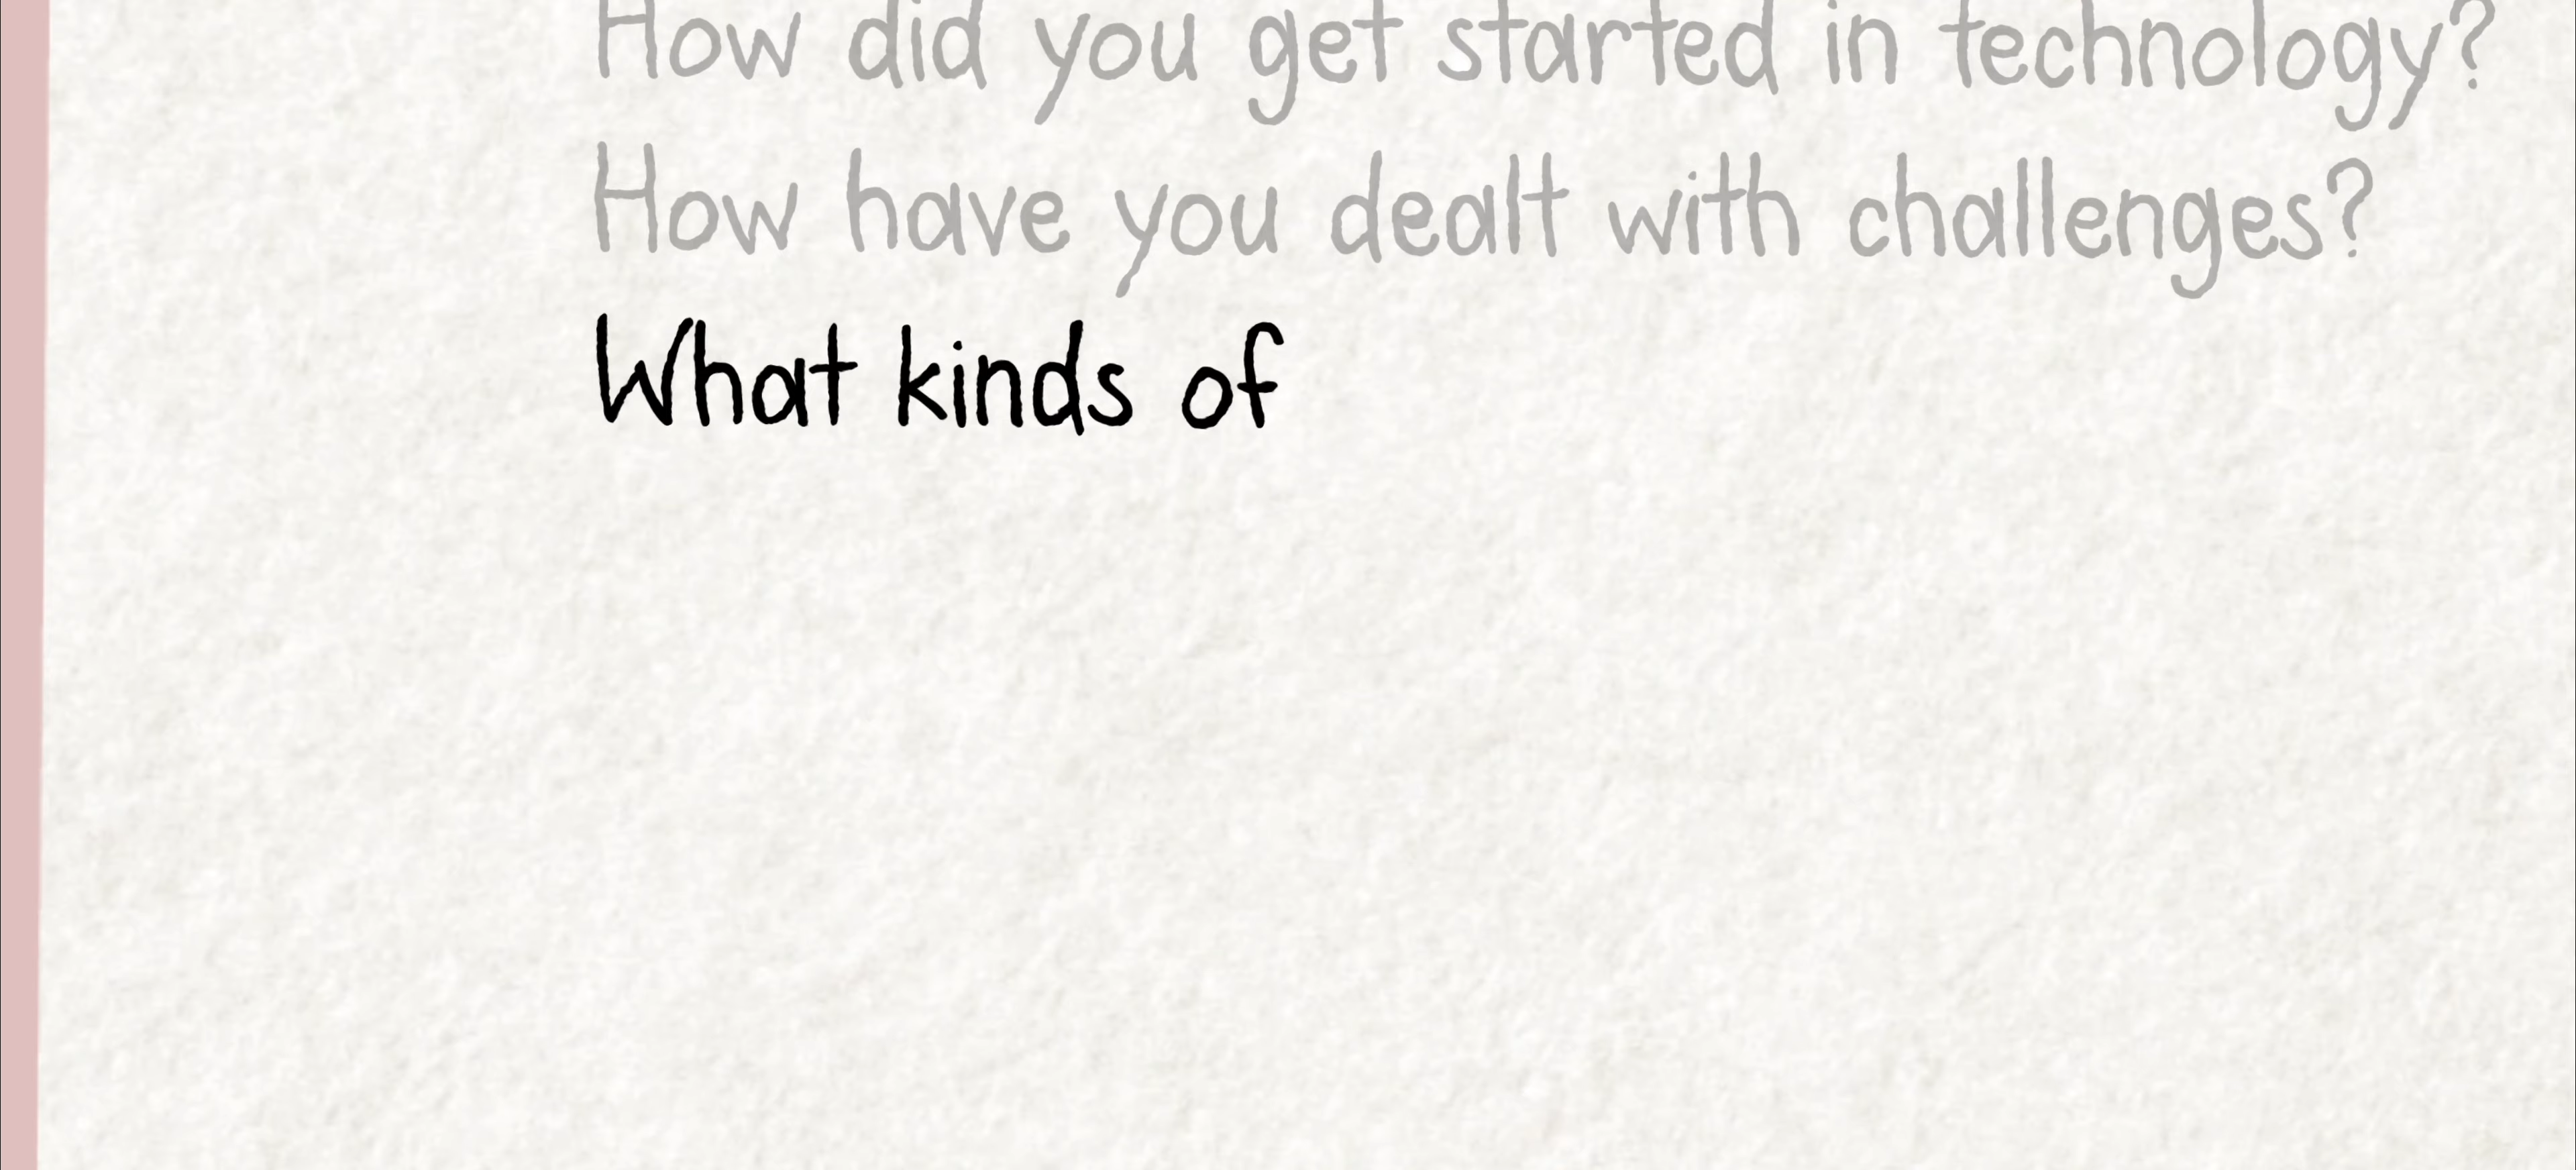 How did you get started in technology?
How have you dealt with challenges?
What kinds of